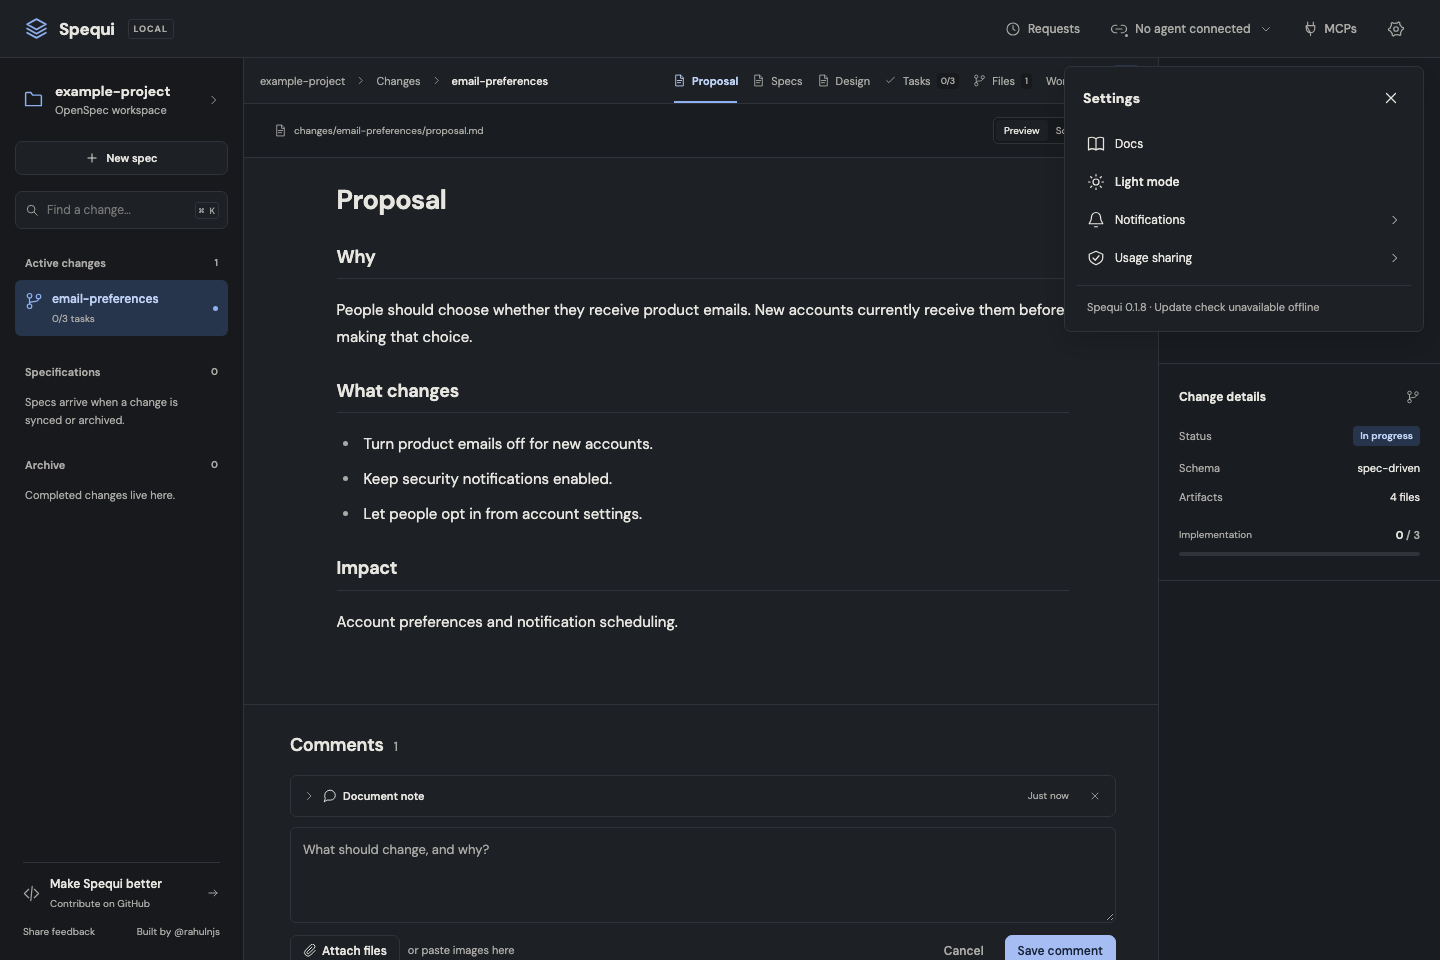 Spequi
LOCAL
Requests
No agent connected
MCPs
example-project
OpenSpec workspace
New spec
Find a change...
⌘ K
Active changes 1
email-preferences
0/3 tasks
Specifications 0
Specs arrive when a change is
synced or archived.
Archive 0
Completed changes live here.
Make Spequi better
Contribute on GitHub
Share feedback
Built by @rahulnjs
example-project
Changes
email-preferences
Proposal
Specs
Design
Tasks 0/3
Files 1
changes/email-preferences/proposal.md
Preview
Proposal
Why
People should choose whether they receive product emails. New accounts currently receive them before
making that choice.
What changes
• Turn product emails off for new accounts.
• Keep security notifications enabled.
• Let people opt in from account settings.
Impact
Account preferences and notification scheduling.
Comments 1
Document note
Just now
What should change, and why?
Attach files
or paste images here
Cancel
Save comment
Settings
Docs
Light mode
Notifications
Usage sharing
Spequi 0.1.8 · Update check unavailable offline
Change details
Status In progress
Schema spec-driven
Artifacts 4 files
Implementation 0 / 3